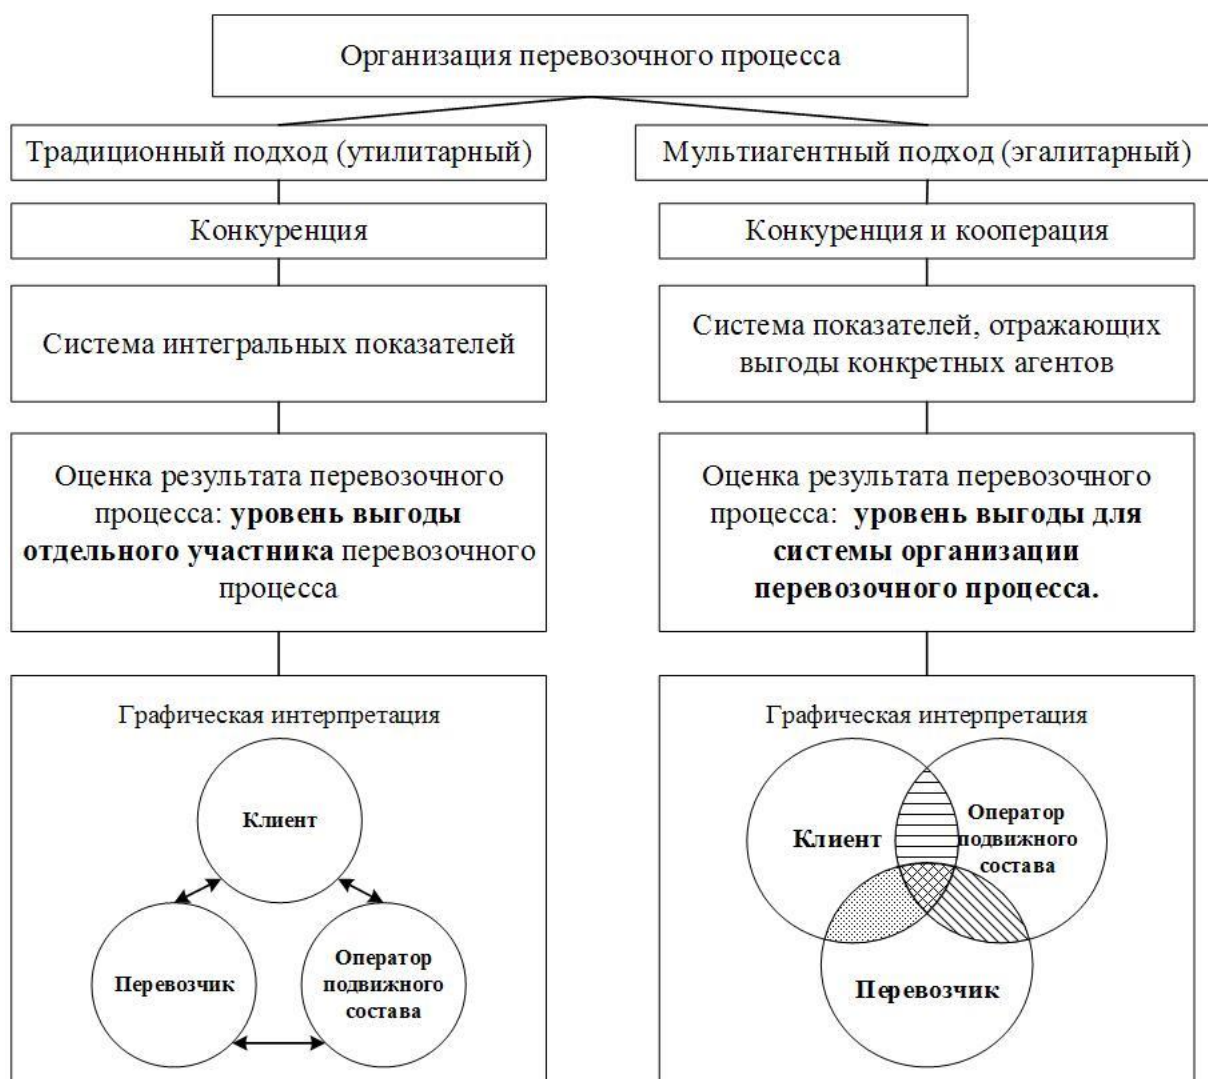 Организация перевозочного процесса
Традиционный подход (утилитарный)
Конкуренция
Система интегральных показателей
Оценка результата перевозочного
процесса: уровень выгоды
отдельного участника перевозочного
процесса
Графическая интерпретация
Клиент
Перевозчик
Оператор
подвижного
состава
Мультиагентный подход (эгалитарный)
Конкуренция и кооперация
Система показателей, отражающих
выгоды конкретных агентов
Оценка результата перевозочного
процесса: уровень выгоды для
системы организации
перевозочного процесса.
Графическая интерпретация
Клиент
Оператор
подвижного
состава
Перевозчик